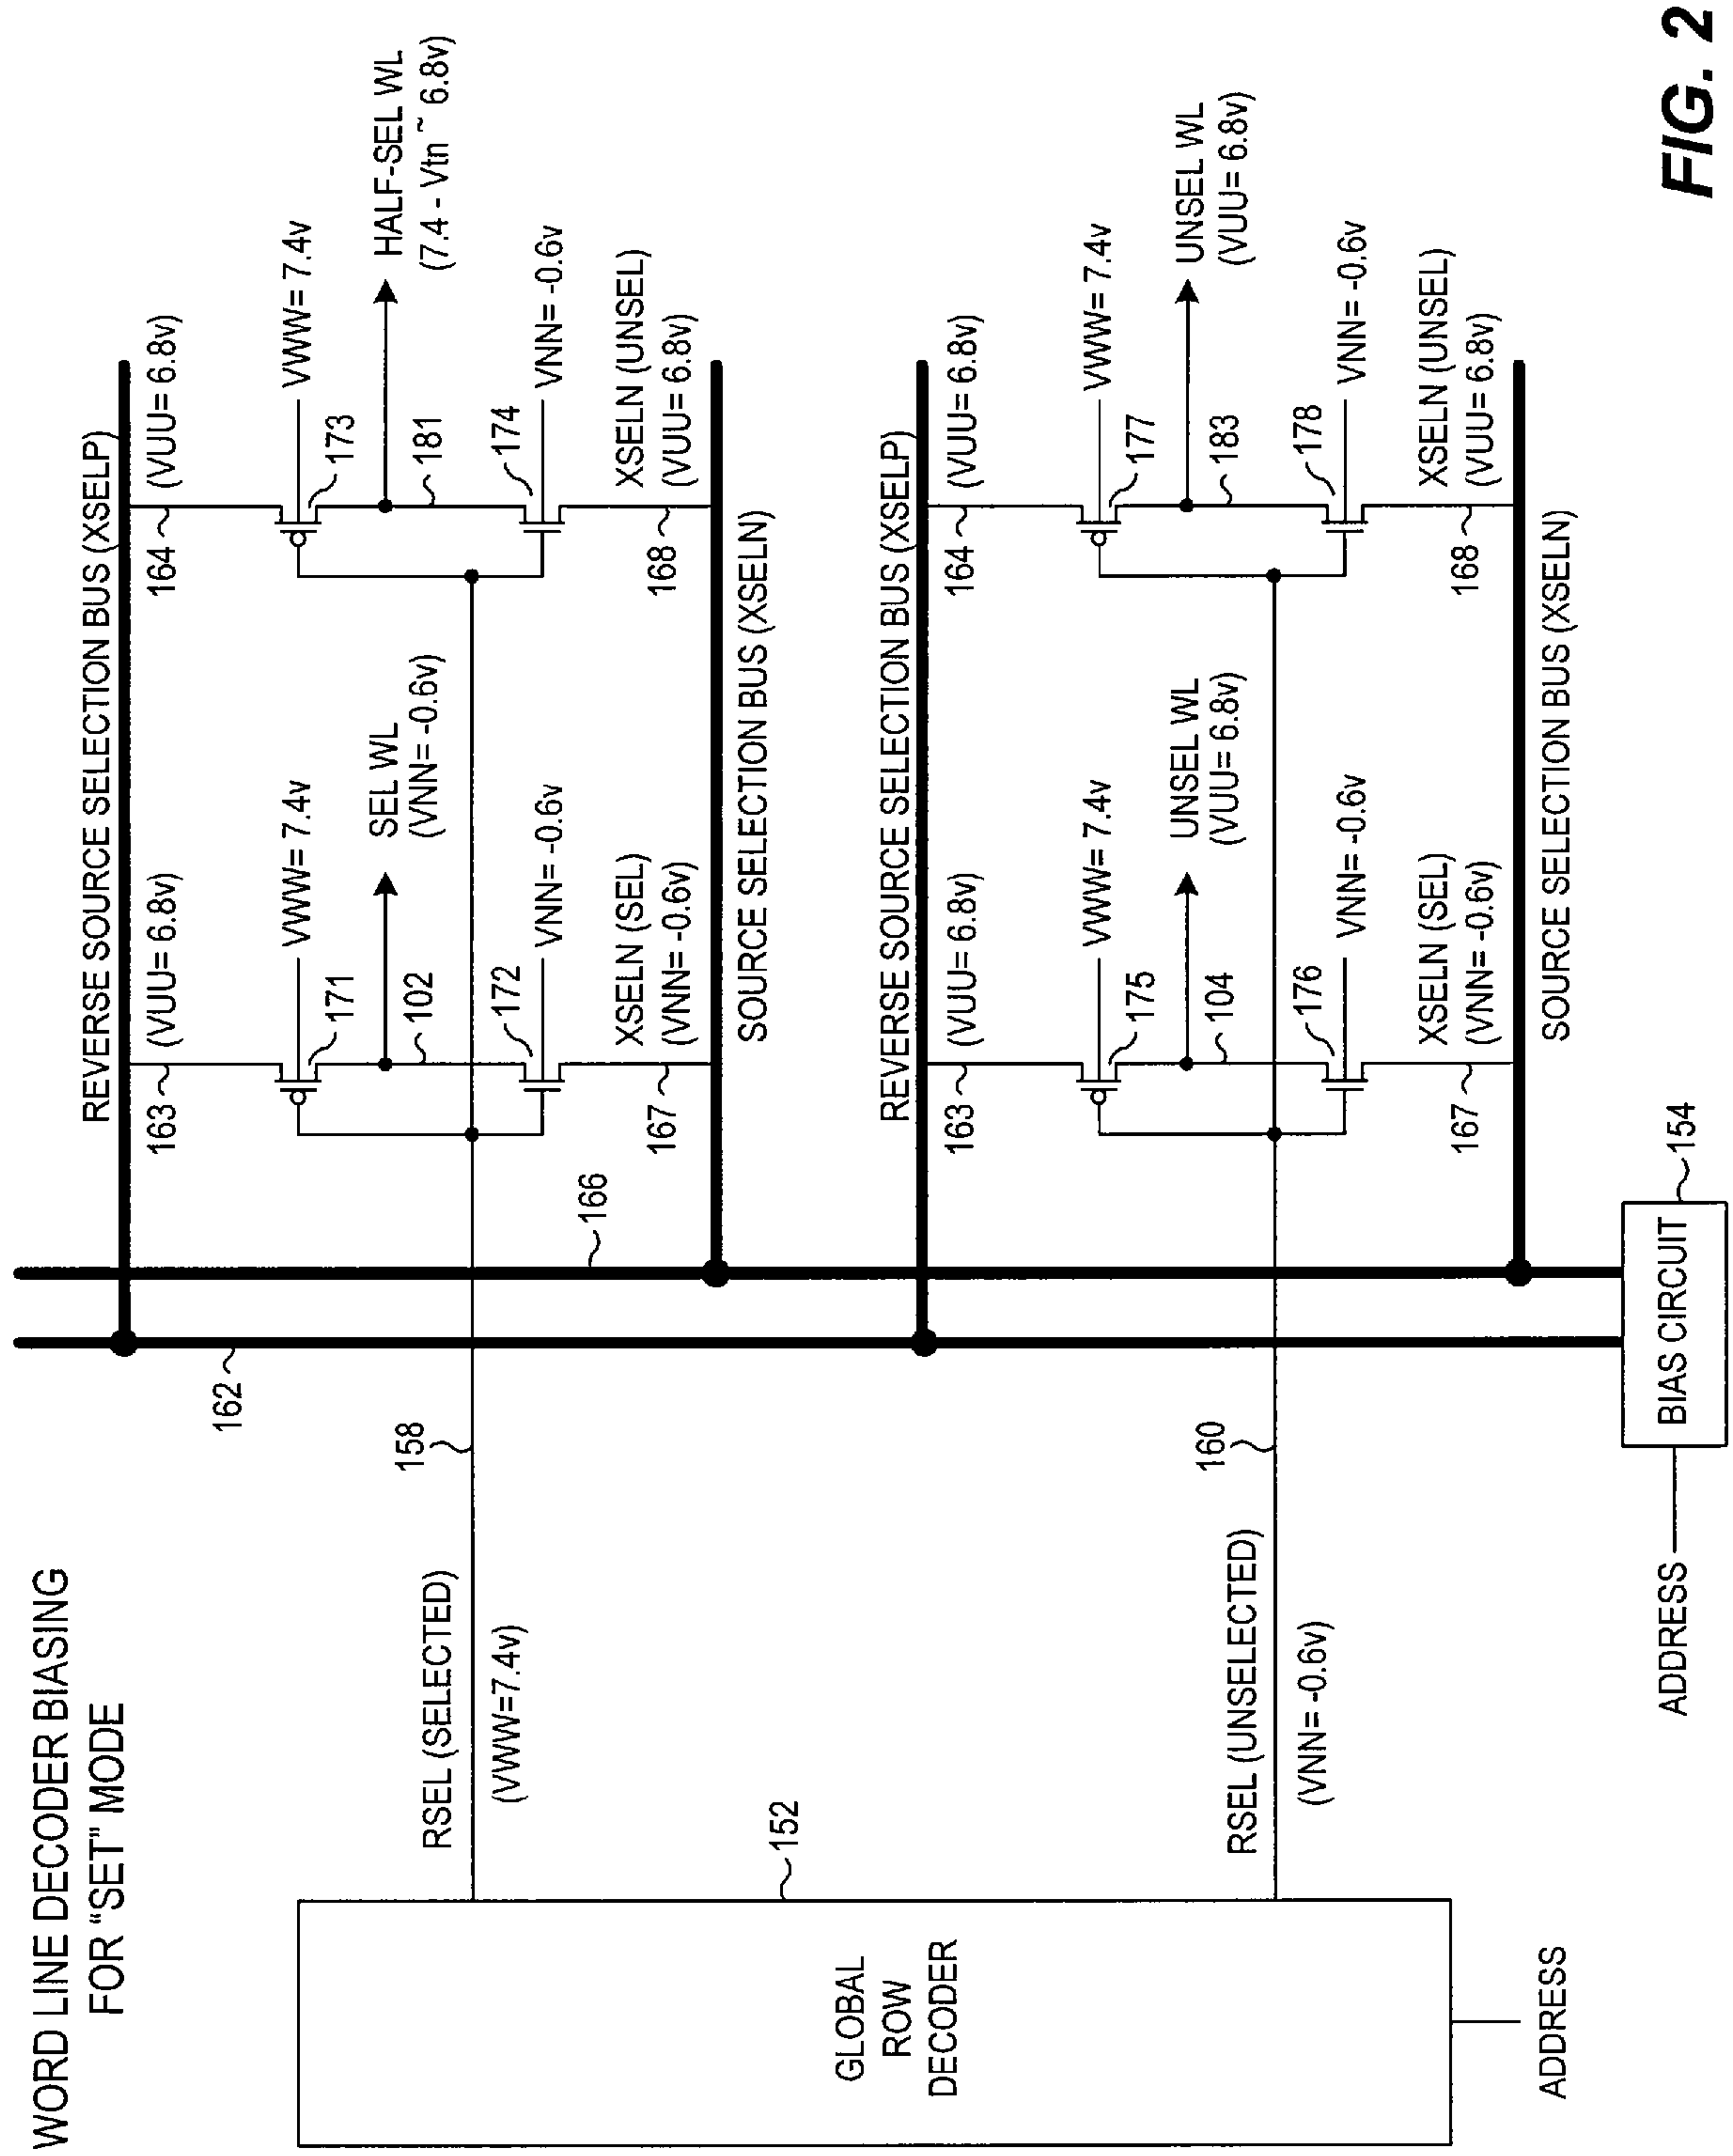 WORD LINE DECODER BIASING
FOR "SET" MODE
REVERSE SOURCE SELECTION BUS (XSELP)
163
(VUU= 6.8v)
164
(VUU= 6.8v)
162
VWW= 7.4v
VWW= 7.4v
171
173
SEL WL
(VNN= -0.6v)
HALF-SEL WL
(7.4 - Vtn ~ 6.8v)
158
102
181
RSEL (SELECTED)
(VWW=7.4v)
172
174
VNN= -0.6v
VNN= -0.6v
166
167
XSELN (SEL)
(VNN= -0.6v)
168
XSELN (UNSEL)
(VUU= 6.8v)
SOURCE SELECTION BUS (XSELN)
152
GLOBAL
ROW
DECODER
REVERSE SOURCE SELECTION BUS (XSELP)
163
(VUU= 6.8v)
164
(VUU= 6.8v)
VWW= 7.4v
VWW= 7.4v
175
177
UNSEL WL
(VUU= 6.8v)
UNSEL WL
(VUU= 6.8v)
160
104
183
RSEL (UNSELECTED)
(VNN= -0.6v)
176
178
VNN= -0.6v
VNN= -0.6v
167
XSELN (SEL)
(VNN= -0.6v)
168
XSELN (UNSEL)
(VUU= 6.8v)
SOURCE SELECTION BUS (XSELN)
ADDRESS
ADDRESS
BIAS CIRCUIT
154
FIG. 2